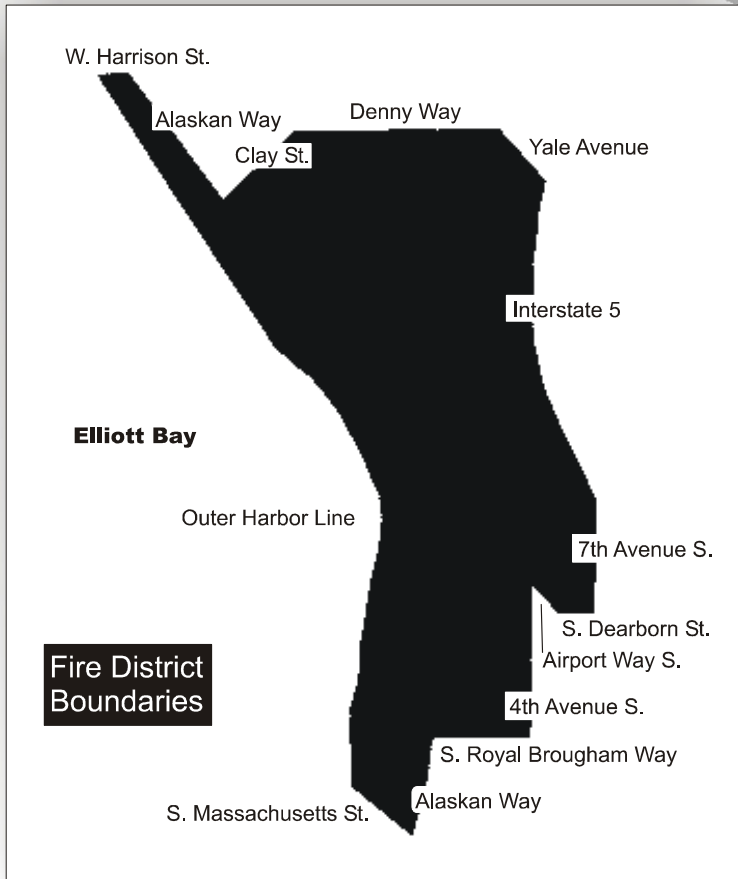 W. Harrison St.
Alaskan Way
Denny Way
Clay St.
Yale Avenue
Interstate 5
Elliott Bay
Outer Harbor Line
7th Avenue S.
S. Dearborn St.
Airport Way S.
Fire District
Boundaries
4th Avenue S.
S. Royal Brougham Way
Alaskan Way
S. Massachusetts St.